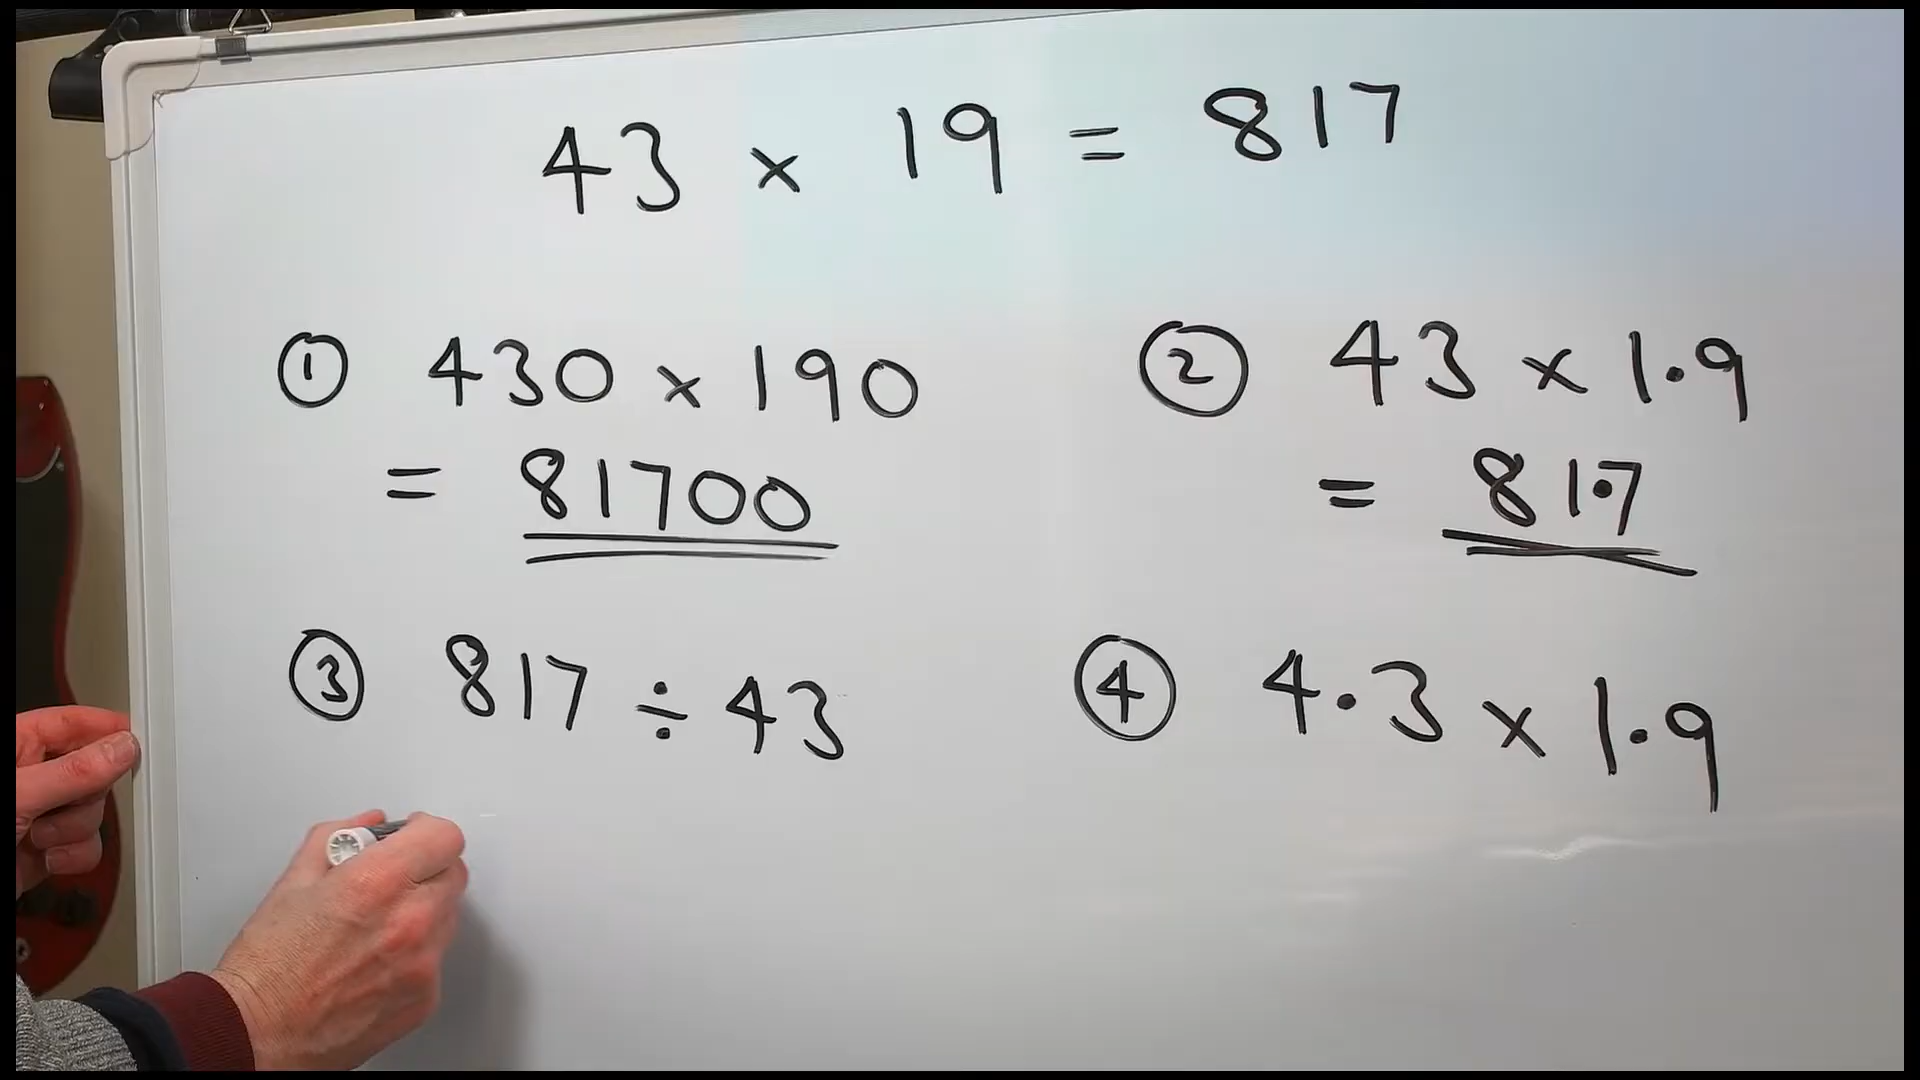 43 × 19 = 817
① 430 × 190
= 81700
② 43 × 1.9
= 81.7
③ 817 ÷ 43
④ 4.3 × 1.9